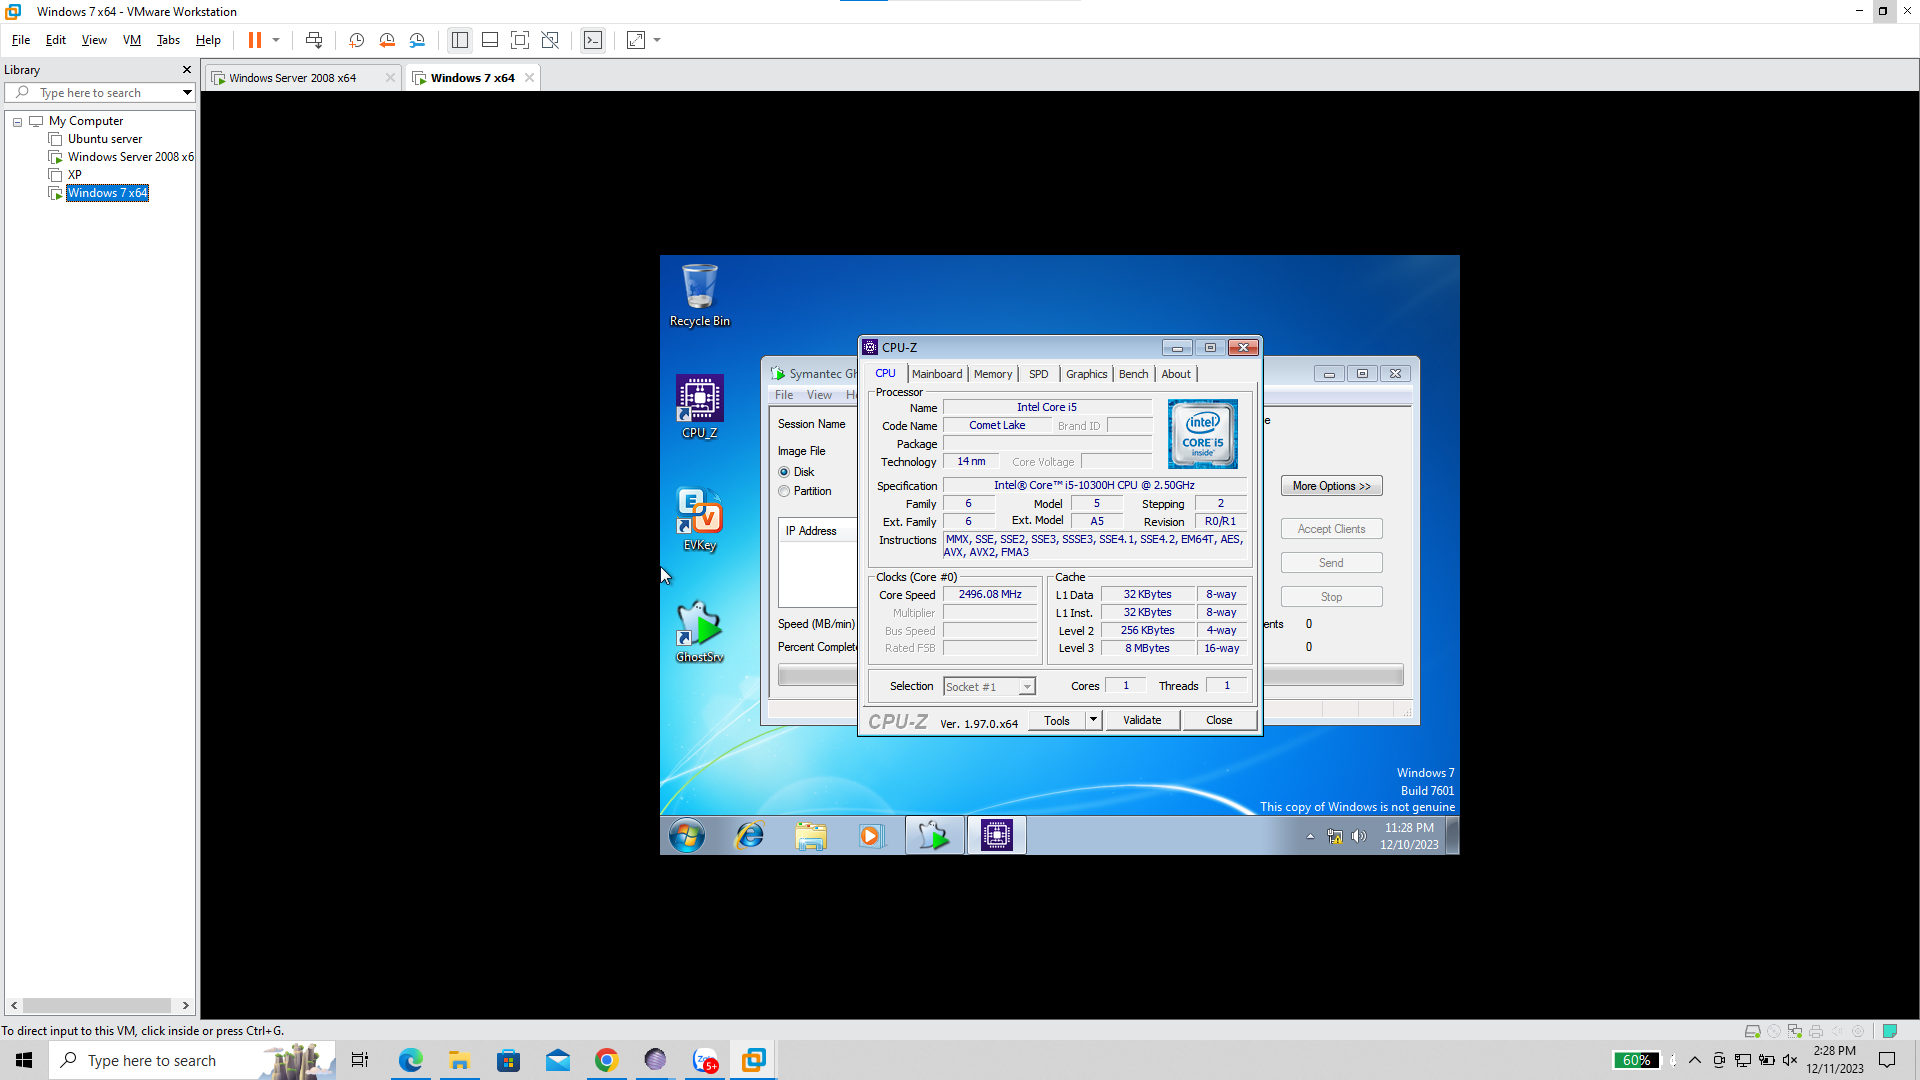 Windows 7 x64 - VMware Workstation
File Edit View VM Tabs Help
Library
Type here to search
My Computer
Ubuntu server
Windows Server 2008 x6
XP
Windows 7 x64
Windows Server 2008 x64
Windows 7 x64
Recycle Bin
CPU_Z
EVKey
GhostSrv
Symantec Gh
File View H
Session Name
Image File
Disk
Partition
IP Address
Speed (MB/min)
Percent Complete
e
More Options >>
Accept Clients
Send
Stop
ents 0
0
CPU-Z
CPU Mainboard Memory SPD Graphics Bench About
Processor
Name Intel Core i5
Code Name Comet Lake Brand ID
Package
Technology 14 nm Core Voltage
intel
CORE i5
inside
Specification Intel® Core™ i5-10300H CPU @ 2.50GHz
Family 6 Model 5 Stepping 2
Ext. Family 6 Ext. Model A5 Revision R0/R1
Instructions MMX, SSE, SSE2, SSE3, SSSE3, SSE4.1, SSE4.2, EM64T, AES,
AVX, AVX2, FMA3
Clocks (Core #0)
Core Speed 2496.08 MHz
Multiplier
Bus Speed
Rated FSB
Cache
L1 Data 32 KBytes 8-way
L1 Inst. 32 KBytes 8-way
Level 2 256 KBytes 4-way
Level 3 8 MBytes 16-way
Selection Socket #1 Cores 1 Threads 1
CPU-Z Ver. 1.97.0.x64 Tools Validate Close
Windows 7
Build 7601
This copy of Windows is not genuine
11:28 PM
12/10/2023
To direct input to this VM, click inside or press Ctrl+G.
Type here to search
Zalo
5+
60%
2:28 PM
12/11/2023